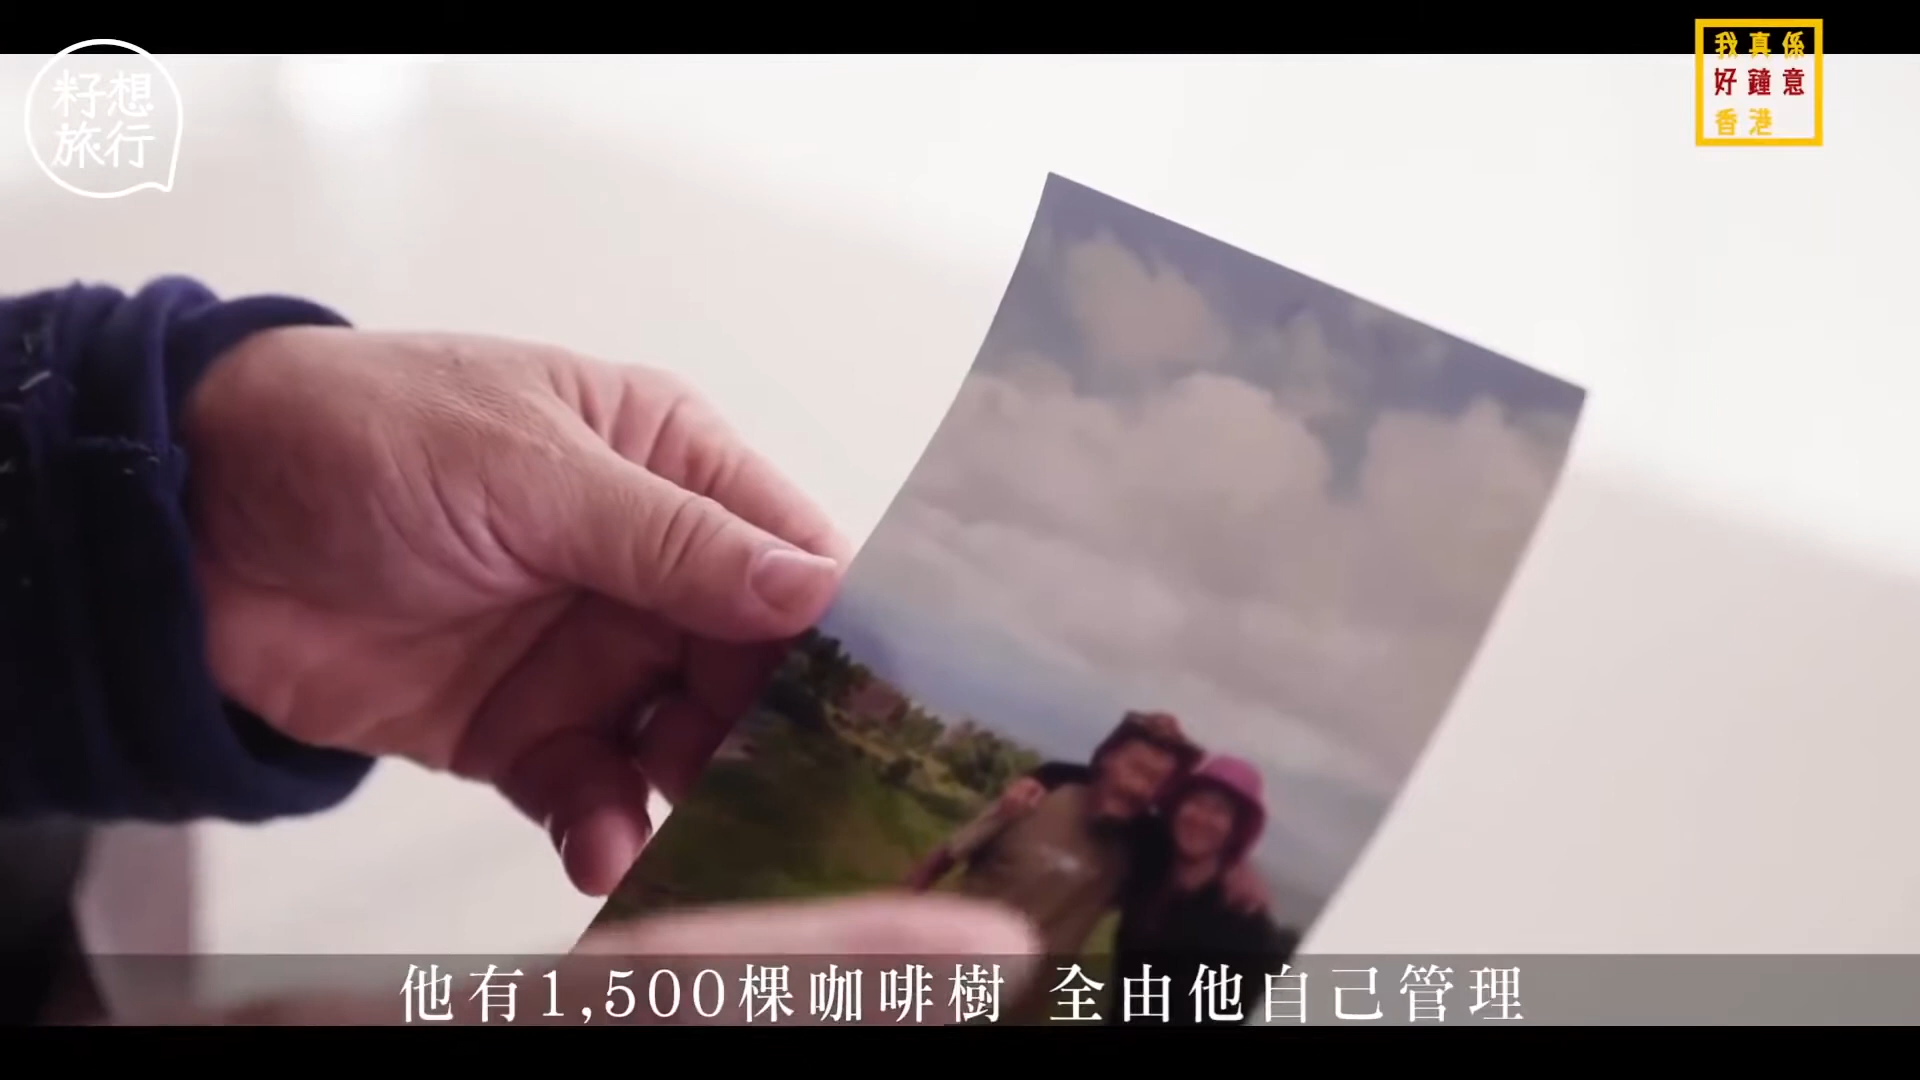 籽想
旅行
我真係
好鐘意
香港
他有1,500棵咖啡樹 全由他自己管理